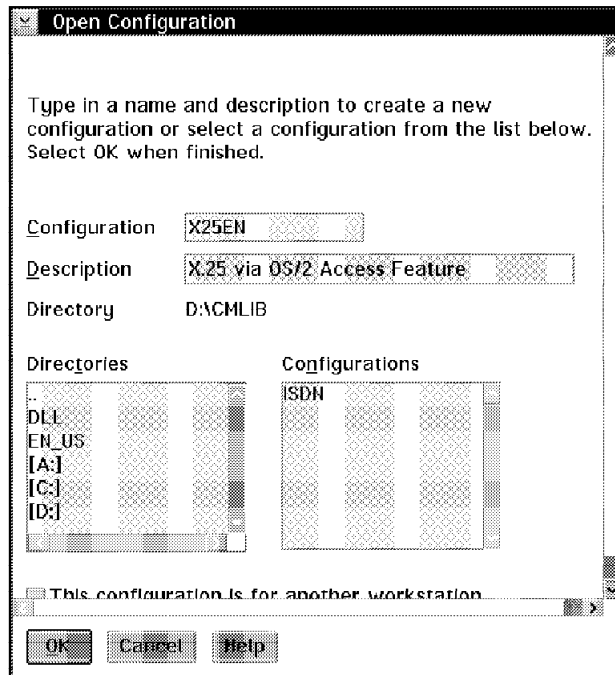 Open Configuration
Type in a name and description to create a new
configuration or select a configuration from the list below.
Select OK when finished.
Configuration X25EN
Description X.25 via OS/2 Access Feature
Directory D:\CMLIB
Directories Configurations
.. ISDN
DLL
EN_US
[A:]
[C:]
[D:]
This configuration is for another workstation
OK Cancel Help